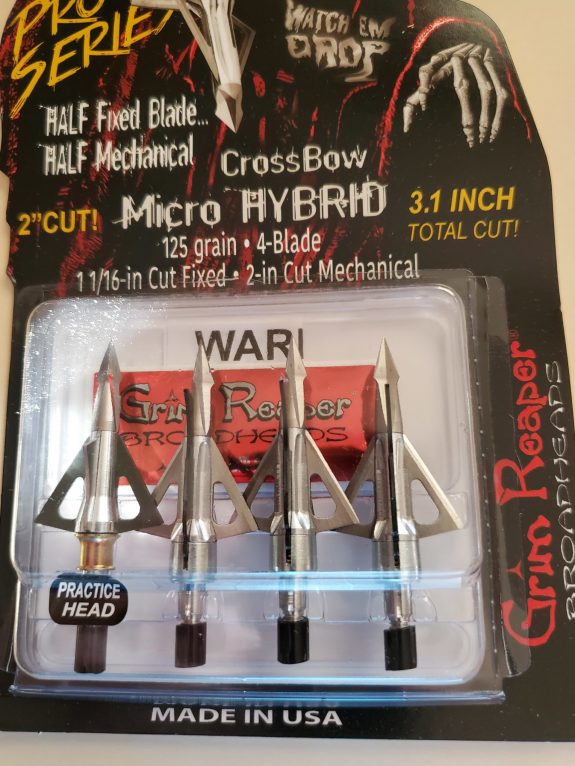 PRO
SERIES
WATCH EM
DROP
HALF Fixed Blade...
HALF Mechanical
CrossBow
2"CUT!
Micro HYBRID
3.1 INCH
TOTAL CUT!
125 grain • 4-Blade
1 1/16-in Cut Fixed • 2-in Cut Mechanical
WARI
Grim Reaper
BROADHEADS
PRACTICE
HEAD
Grim Reaper®
BROADHEADS
MADE IN USA